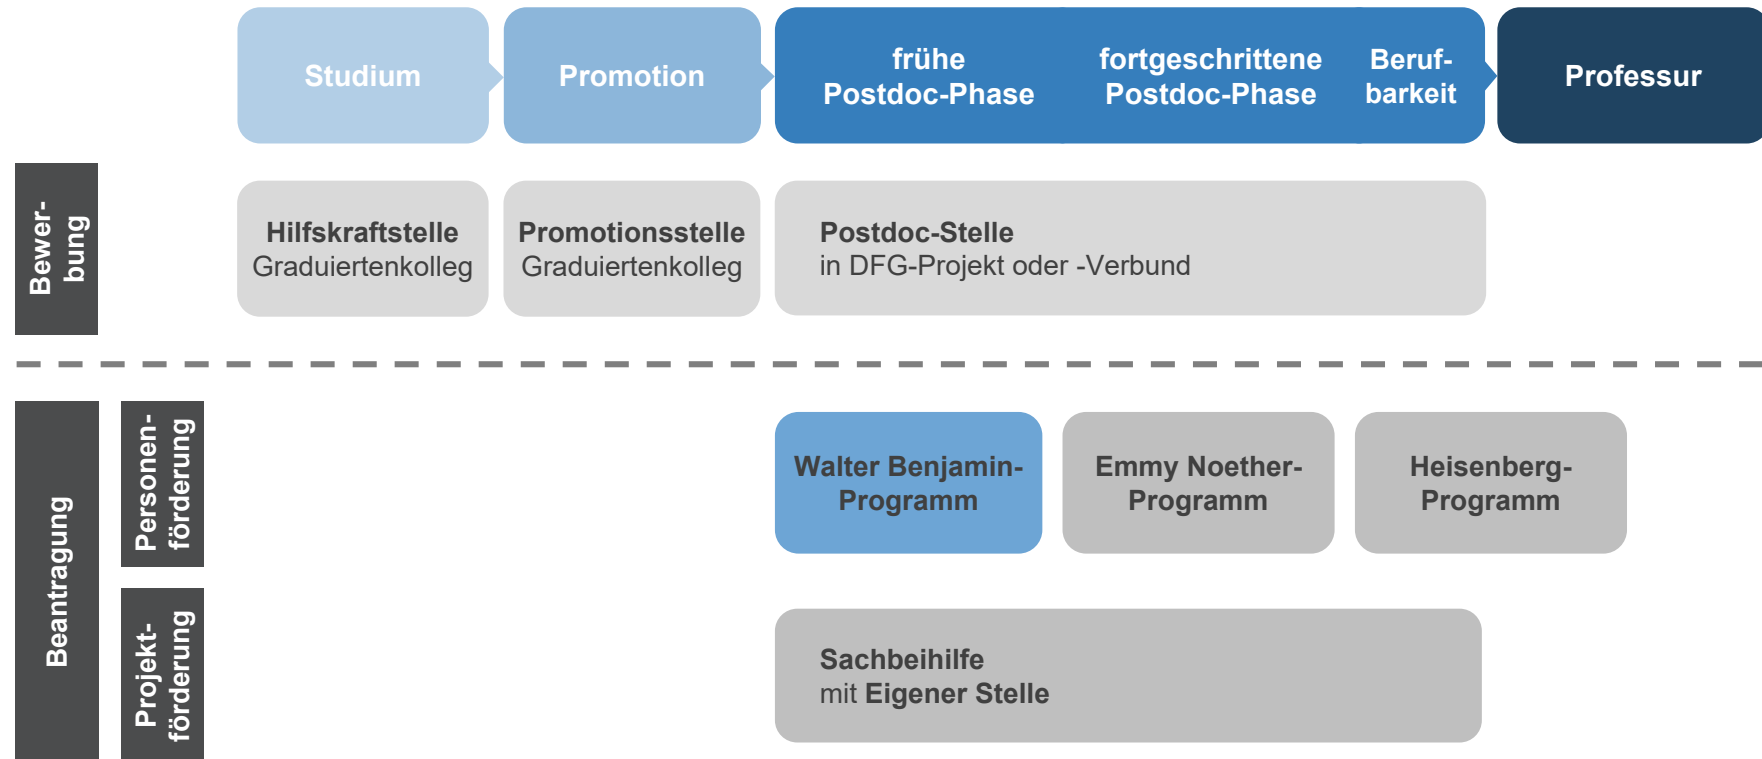 Studium
Promotion
frühe
Postdoc-Phase
fortgeschrittene
Postdoc-Phase
Beruf-
barkeit
Professur
Bewer-
bung
Hilfskraftstelle
Graduiertenkolleg
Promotionsstelle
Graduiertenkolleg
Postdoc-Stelle
in DFG-Projekt oder -Verbund
Beantragung
Personen-
förderung
Walter Benjamin-
Programm
Emmy Noether-
Programm
Heisenberg-
Programm
Projekt-
förderung
Sachbeihilfe
mit Eigener Stelle